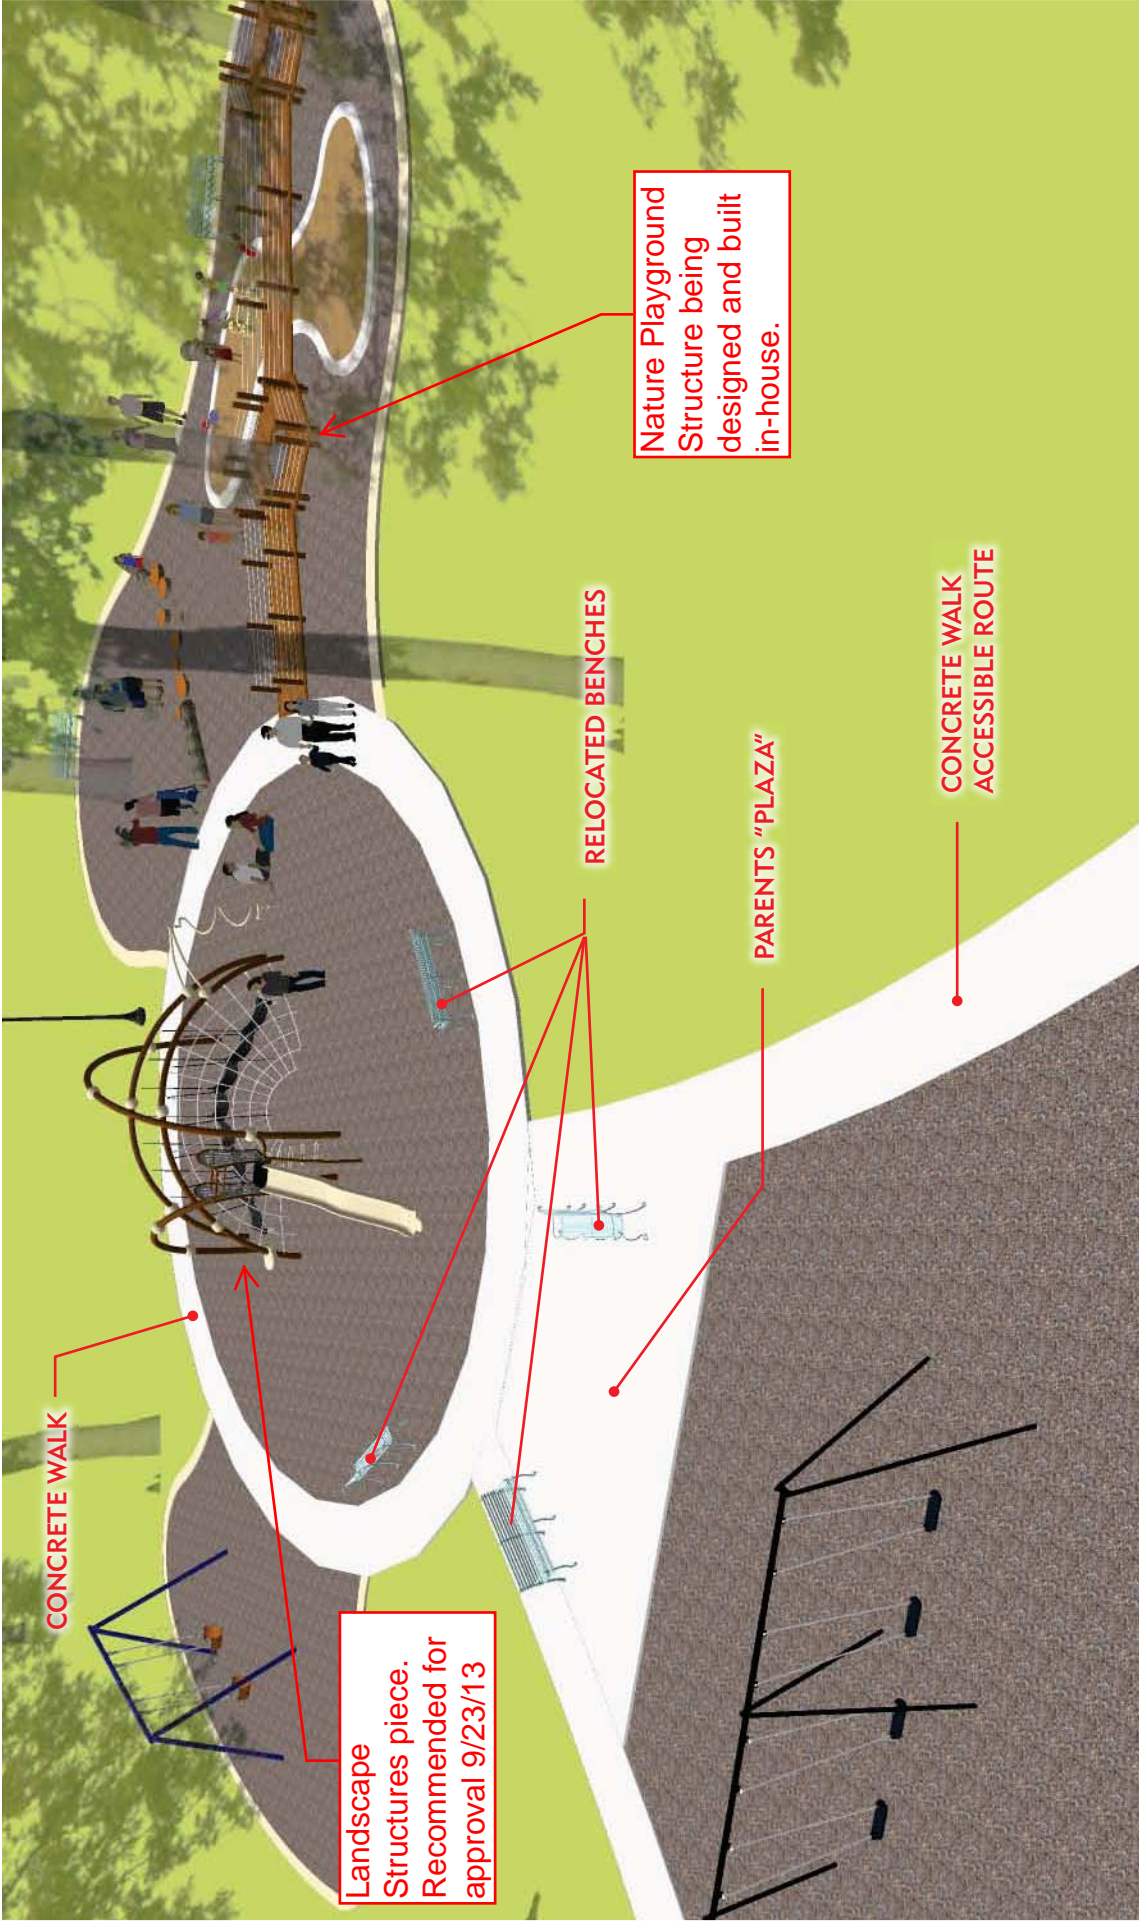 CONCRETE WALK
Landscape
Structures piece.
Recommended for
approval 9/23/13
RELOCATED BENCHES
PARENTS "PLAZA"
Nature Playground
Structure being
designed and built
in-house.
CONCRETE WALK
ACCESSIBLE ROUTE